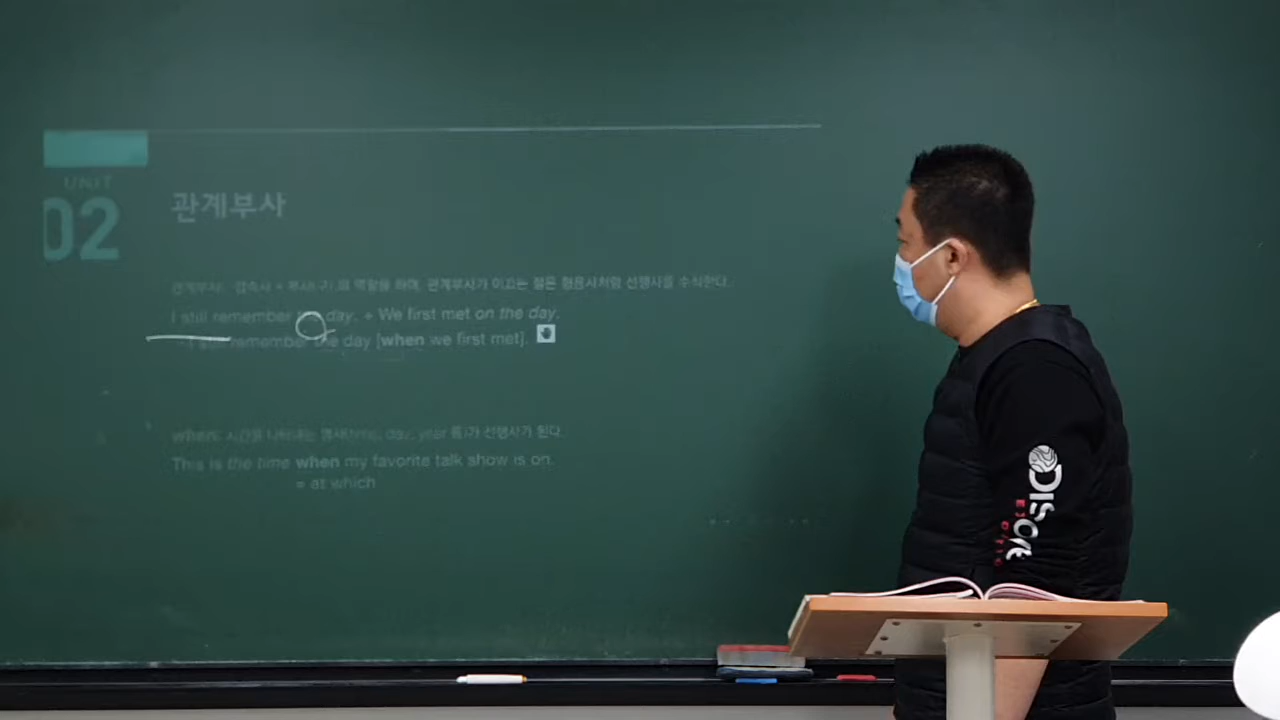 UNIT
02
관계부사
관계부사는 「접속사 + 부사(구)」의 역할을 하며, 관계부사가 이끄는 절은 형용사처럼 선행사를 수식한다.
I still remember day. + We first met on the day.
I still remember the day [when we first met].
when: 시간을 나타내는 명사(time, day, year 등)가 선행사가 된다.
This is the time when my favorite talk show is on.
= at which